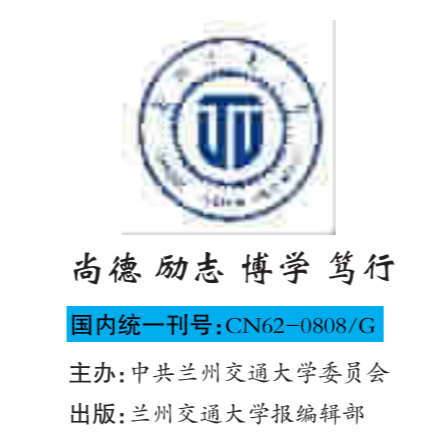 尚德 励志 博学 笃行
国内统一刊号:CN62-0808/G
主办:中共兰州交通大学委员会
出版:兰州交通大学报编辑部